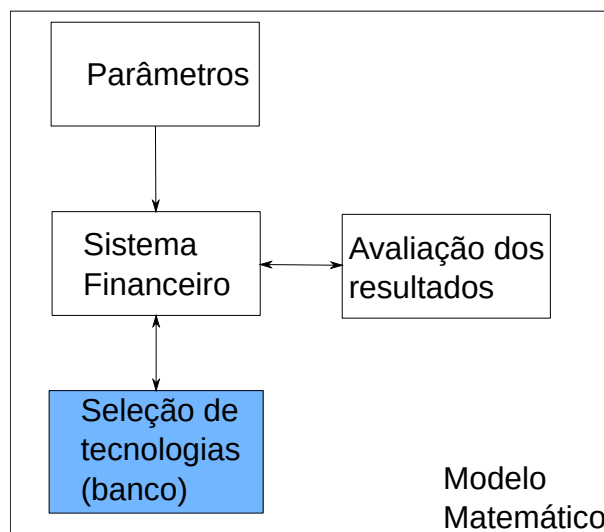 Parâmetros
Sistema
Financeiro
Avaliação dos
resultados
Seleção de
tecnologias
(banco)
Modelo
Matemático